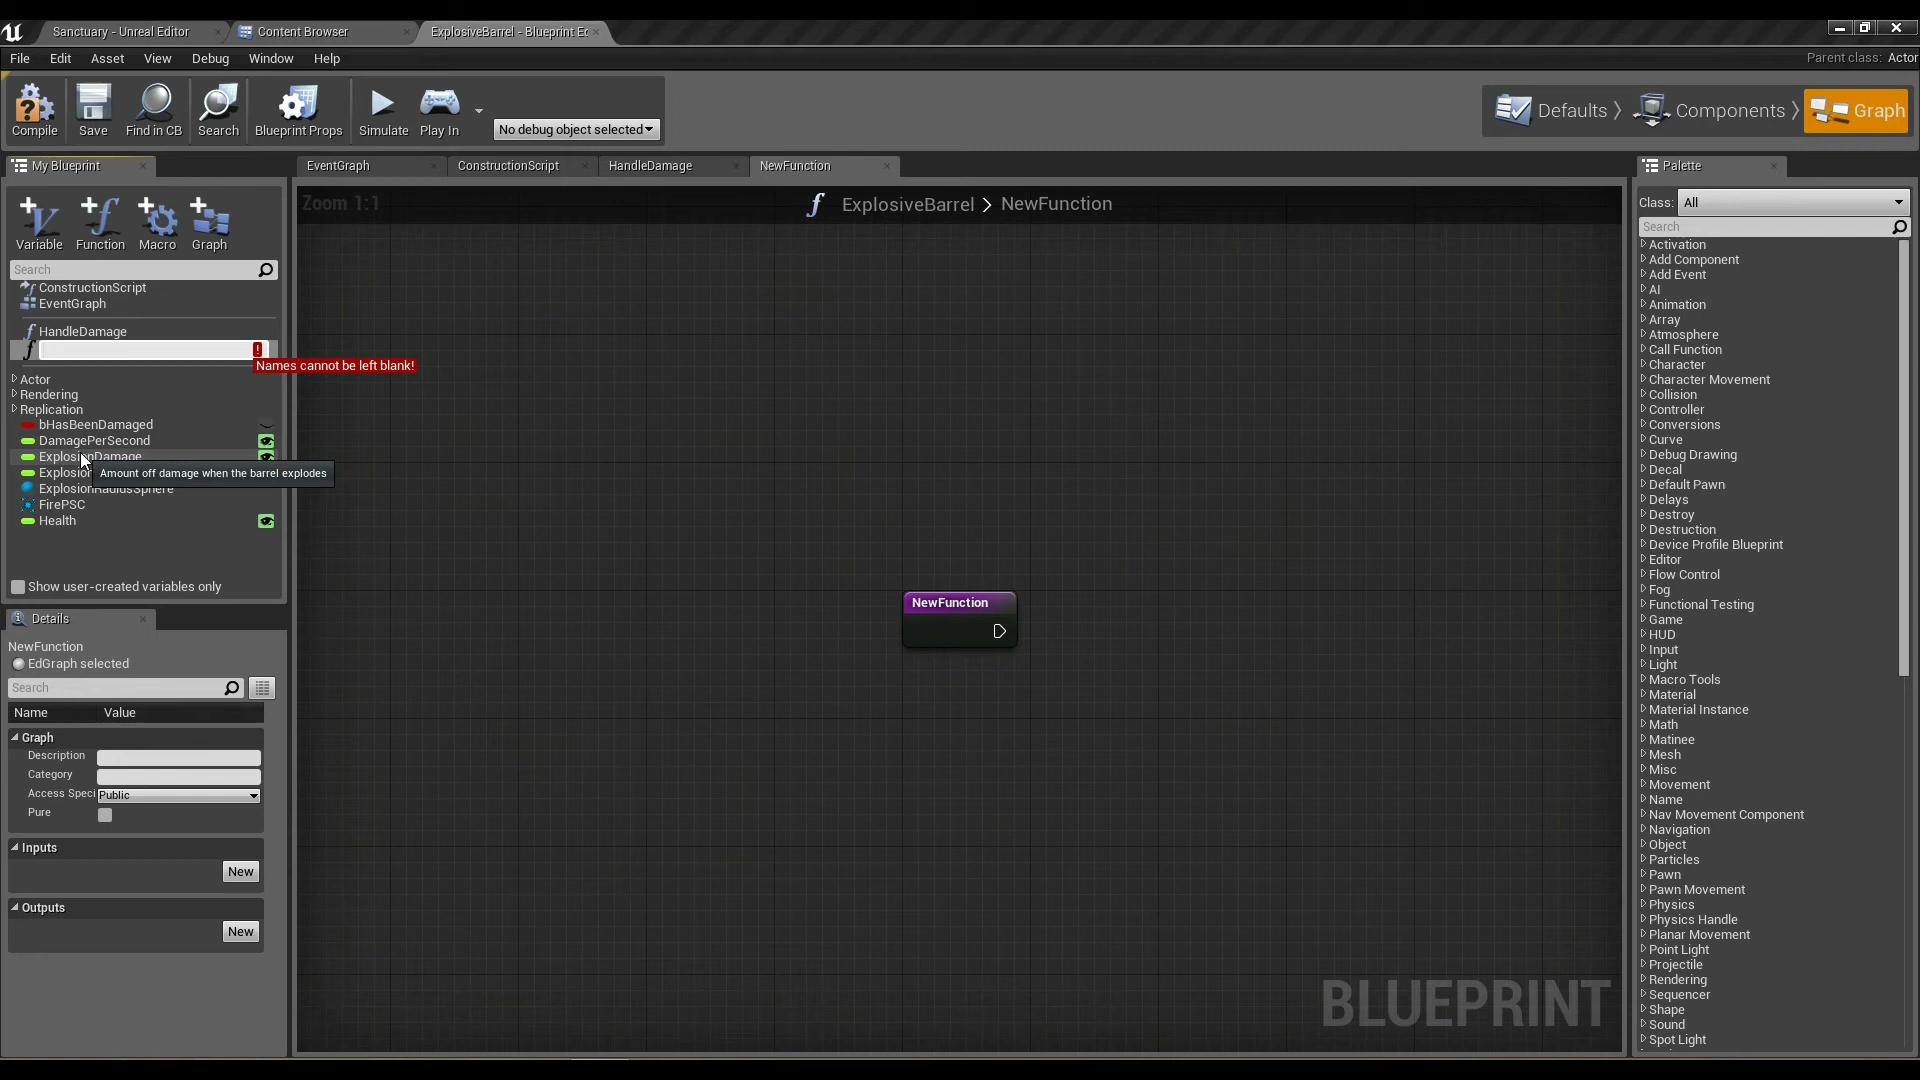 Sanctuary - Unreal Editor
Content Browser
ExplosiveBarrel - Blueprint Ec
File
Edit
Asset
View
Debug
Window
Help
Parent class: Actor
Compile
Save
Find in CB
Search
Blueprint Props
Simulate
Play In
No debug object selected
Defaults
Components
Graph
My Blueprint
EventGraph
ConstructionScript
HandleDamage
NewFunction
Palette
Variable
Function
Macro
Graph
Search
ConstructionScript
EventGraph
HandleDamage
!
Names cannot be left blank!
Actor
Rendering
Replication
bHasBeenDamaged
DamagePerSecond
ExplosionDamage
Explosion
Amount off damage when the barrel explodes
ExplosionRadiusSphere
FirePSC
Health
Show user-created variables only
Details
NewFunction
EdGraph selected
Search
Name
Value
Graph
Description
Category
Access Speci
Public
Pure
Inputs
New
Outputs
New
Zoom 1:1
f ExplosiveBarrel > NewFunction
NewFunction
BLUEPRINT
Class:
All
Search
Activation
Add Component
Add Event
AI
Animation
Array
Atmosphere
Call Function
Character
Character Movement
Collision
Controller
Conversions
Curve
Debug Drawing
Decal
Default Pawn
Delays
Destroy
Destruction
Device Profile Blueprint
Editor
Flow Control
Fog
Functional Testing
Game
HUD
Input
Light
Macro Tools
Material
Material Instance
Math
Matinee
Mesh
Misc
Movement
Name
Nav Movement Component
Navigation
Object
Particles
Pawn
Pawn Movement
Physics
Physics Handle
Planar Movement
Point Light
Projectile
Rendering
Sequencer
Shape
Sound
Spot Light